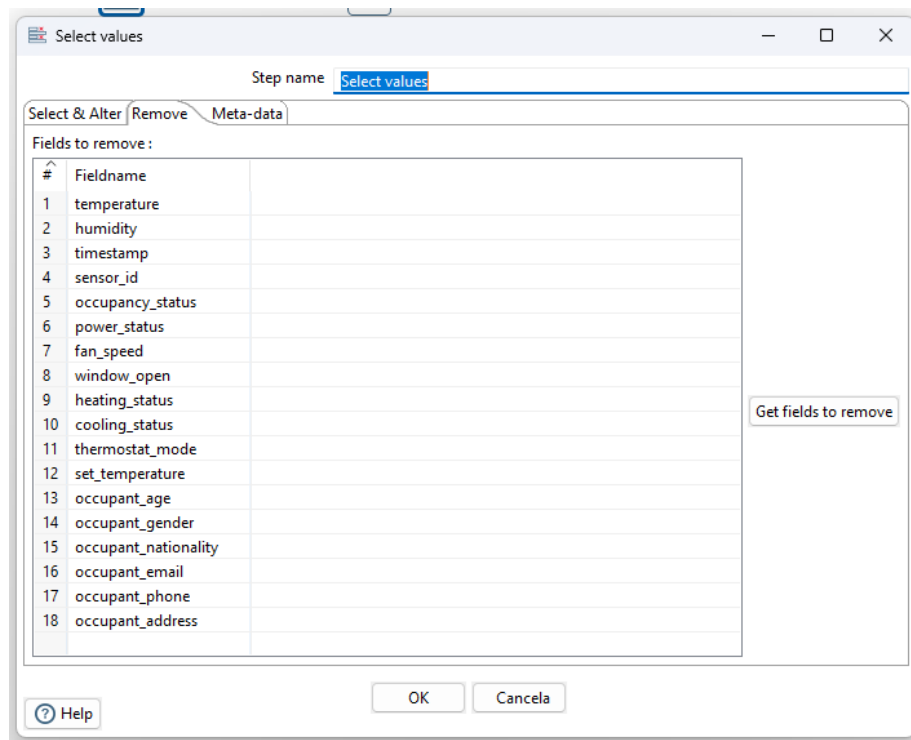 Select values
Step name Select values
Select & Alter Remove Meta-data
Fields to remove :
# Fieldname
1 temperature
2 humidity
3 timestamp
4 sensor_id
5 occupancy_status
6 power_status
7 fan_speed
8 window_open
9 heating_status
10 cooling_status
11 thermostat_mode
12 set_temperature
13 occupant_age
14 occupant_gender
15 occupant_nationality
16 occupant_email
17 occupant_phone
18 occupant_address
Get fields to remove
OK Cancela
Help